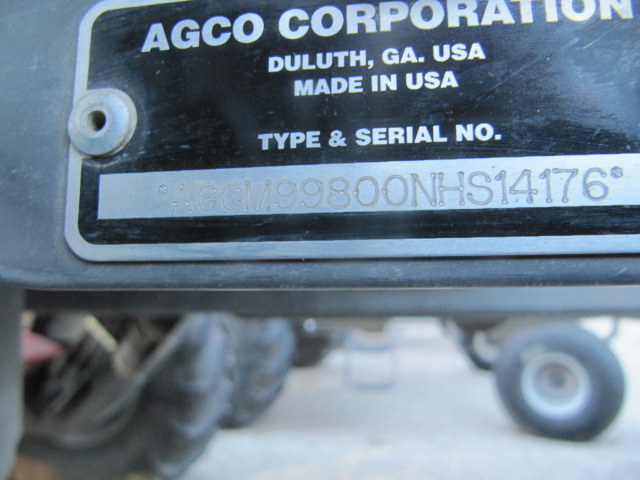 AGCO CORPORATION
DULUTH, GA. USA
MADE IN USA
TYPE & SERIAL NO.
*AGCM99800NHS14176*